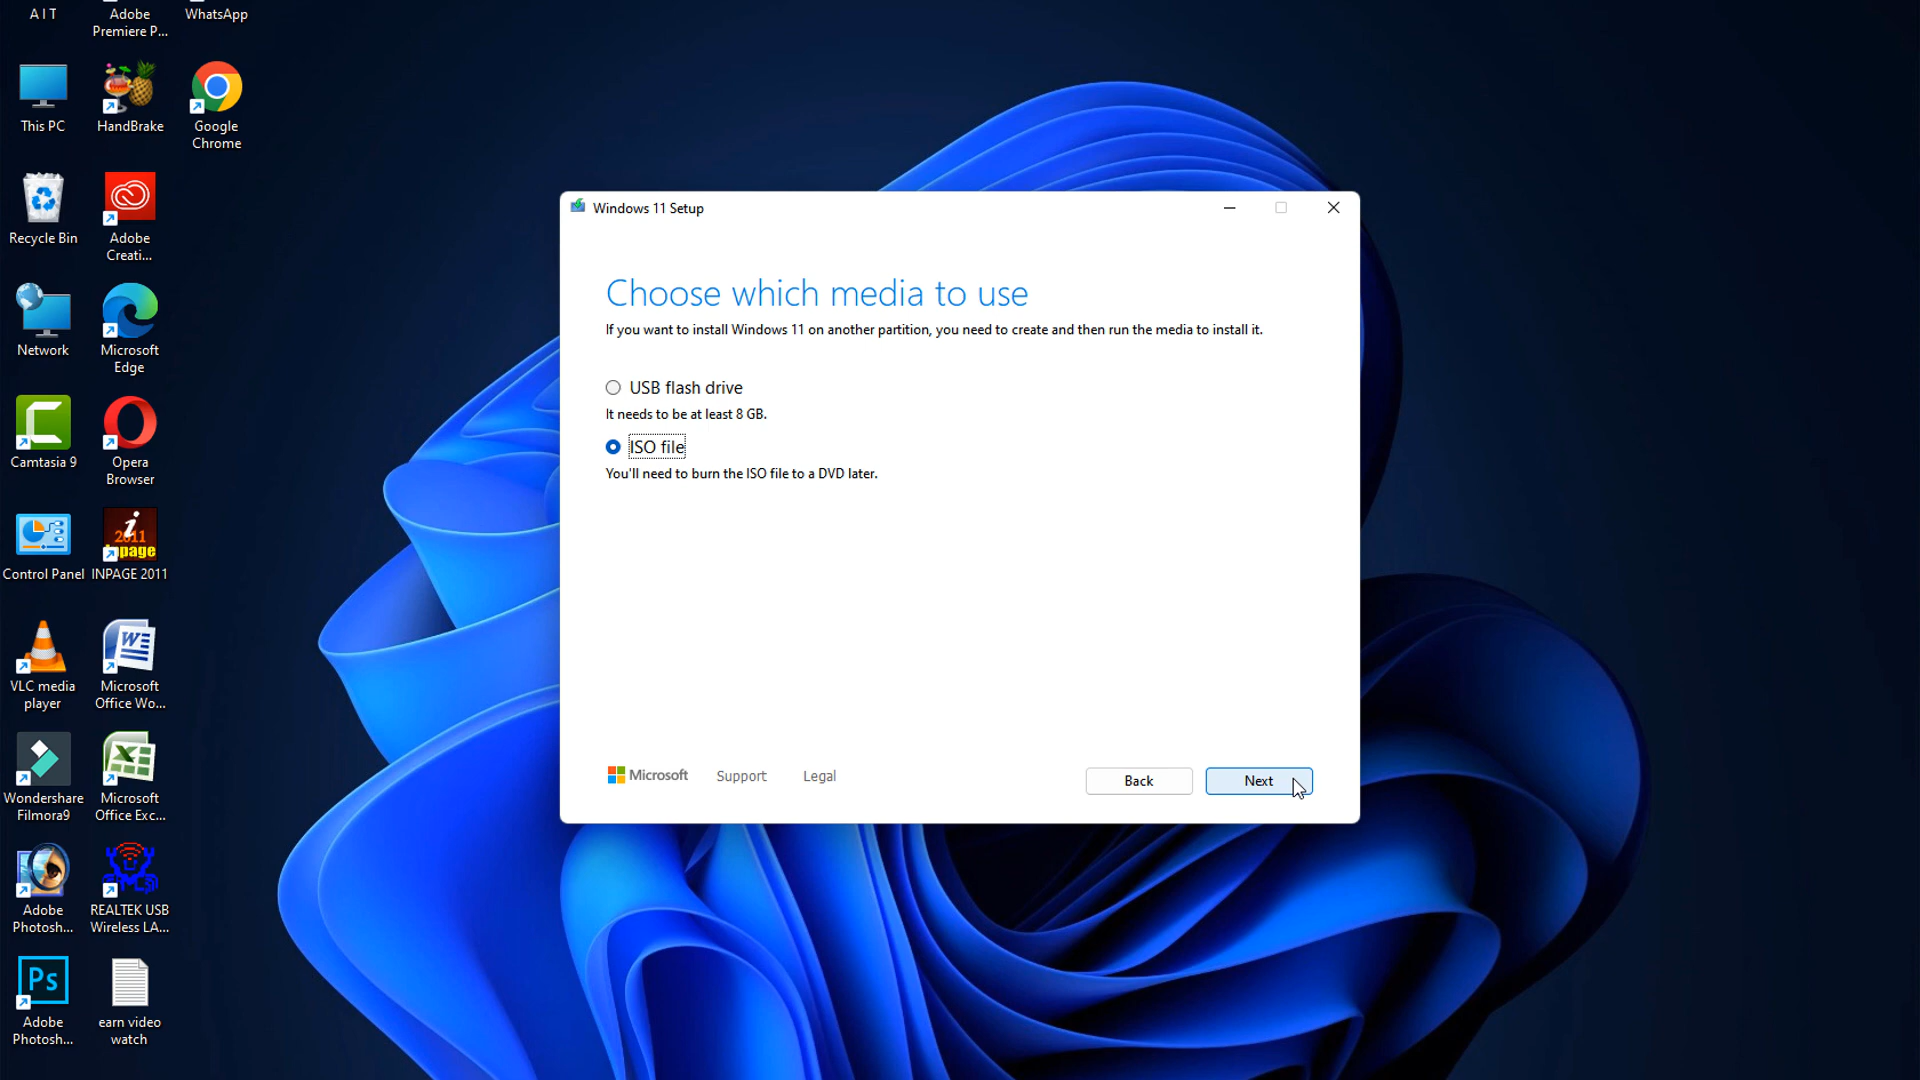 A I T
Adobe
Premiere P...
WhatsApp
This PC
HandBrake
Google
Chrome
Recycle Bin
Adobe
Creati...
Network
Microsoft
Edge
Camtasia 9
Opera
Browser
i
2011
inpage
Control Panel
INPAGE 2011
VLC media
player
W
Microsoft
Office Wo...
Wondershare
Filmora9
X
Microsoft
Office Exc...
Adobe
Photosh...
REALTEK USB
Wireless LA...
Ps
Adobe
Photosh...
earn video
watch
Windows 11 Setup
Choose which media to use
If you want to install Windows 11 on another partition, you need to create and then run the media to install it.
USB flash drive
It needs to be at least 8 GB.
ISO file
You'll need to burn the ISO file to a DVD later.
Microsoft
Support
Legal
Back
Next